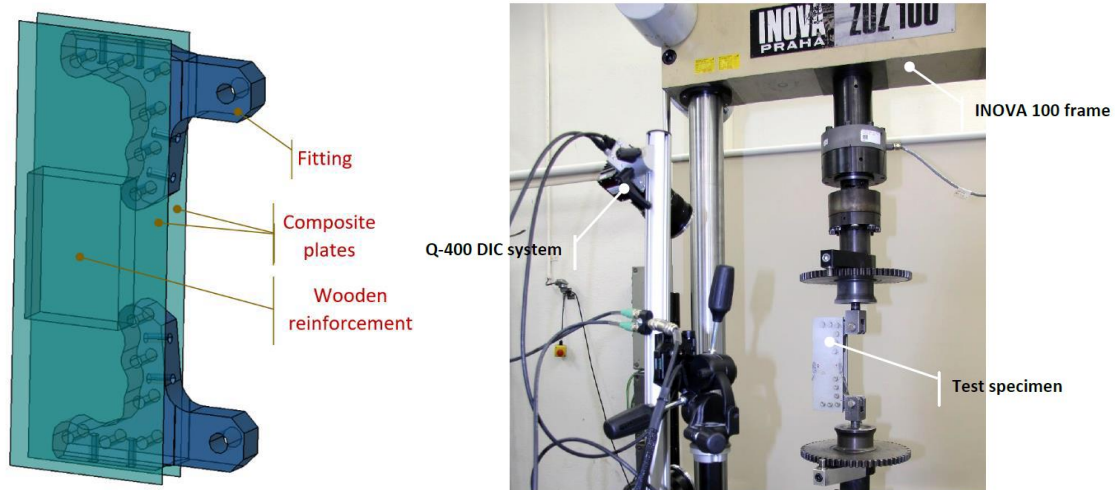 Fitting
Composite
plates
Wooden
reinforcement
INOVA
PRAHA
ZUZ 100
INOVA 100 frame
Q-400 DIC system
Test specimen